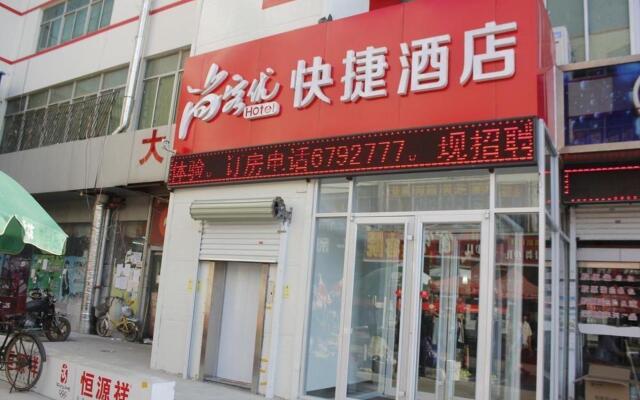 尚客优 快捷酒店
Hotel
大
体验。订房电话6792777。现招聘
恒源祥